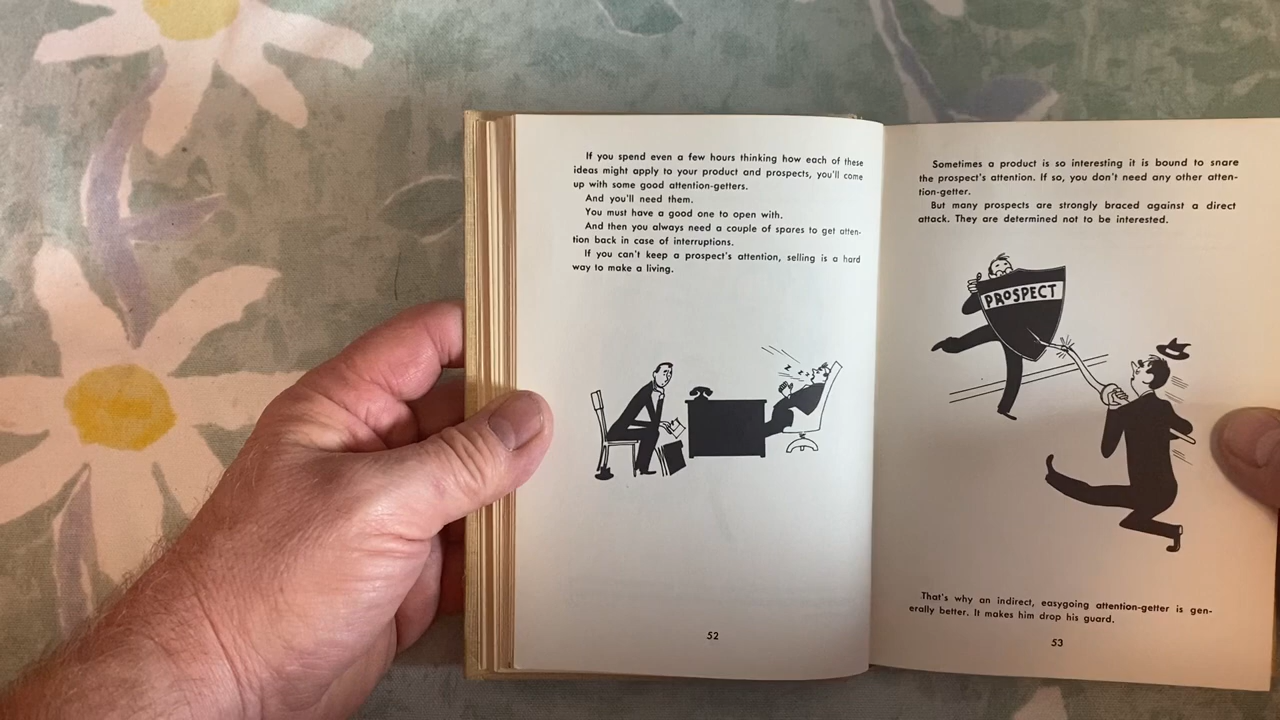 If you spend even a few hours thinking how each of these
ideas might apply to your product and prospects, you'll come
up with some good attention-getters.
And you'll need them.
You must have a good one to open with.
And then you always need a couple of spares to get atten-
tion back in case of interruptions.
If you can't keep a prospect's attention, selling is a hard
way to make a living.
52
Sometimes a product is so interesting it is bound to snare
the prospect's attention. If so, you don't need any other atten-
tion-getter.
But many prospects are strongly braced against a direct
attack. They are determined not to be interested.
PROSPECT
That's why an indirect, easygoing attention-getter is gen-
erally better. It makes him drop his guard.
53